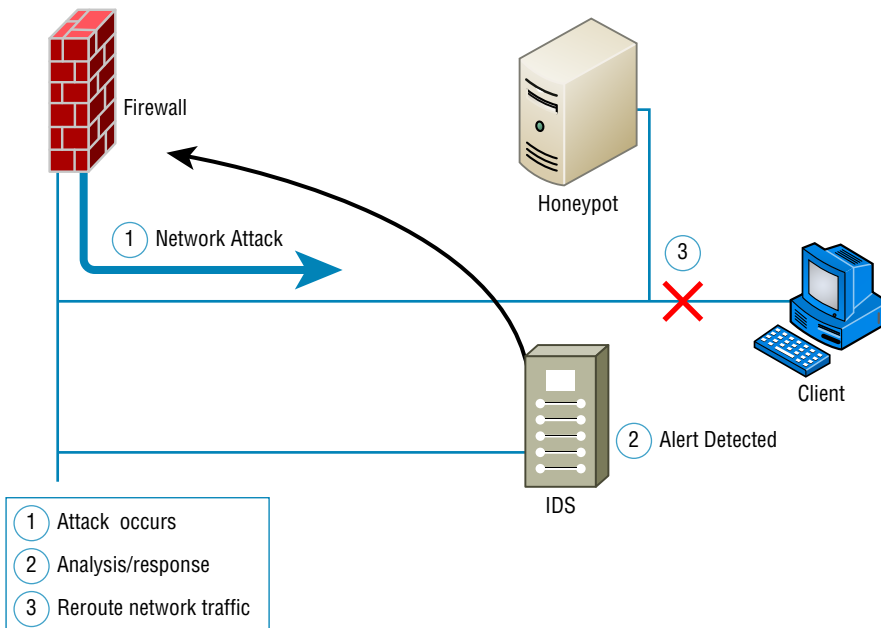 Firewall
Honeypot
1 Network Attack
3
Client
2 Alert Detected
IDS
1 Attack occurs
2 Analysis/response
3 Reroute network traffic